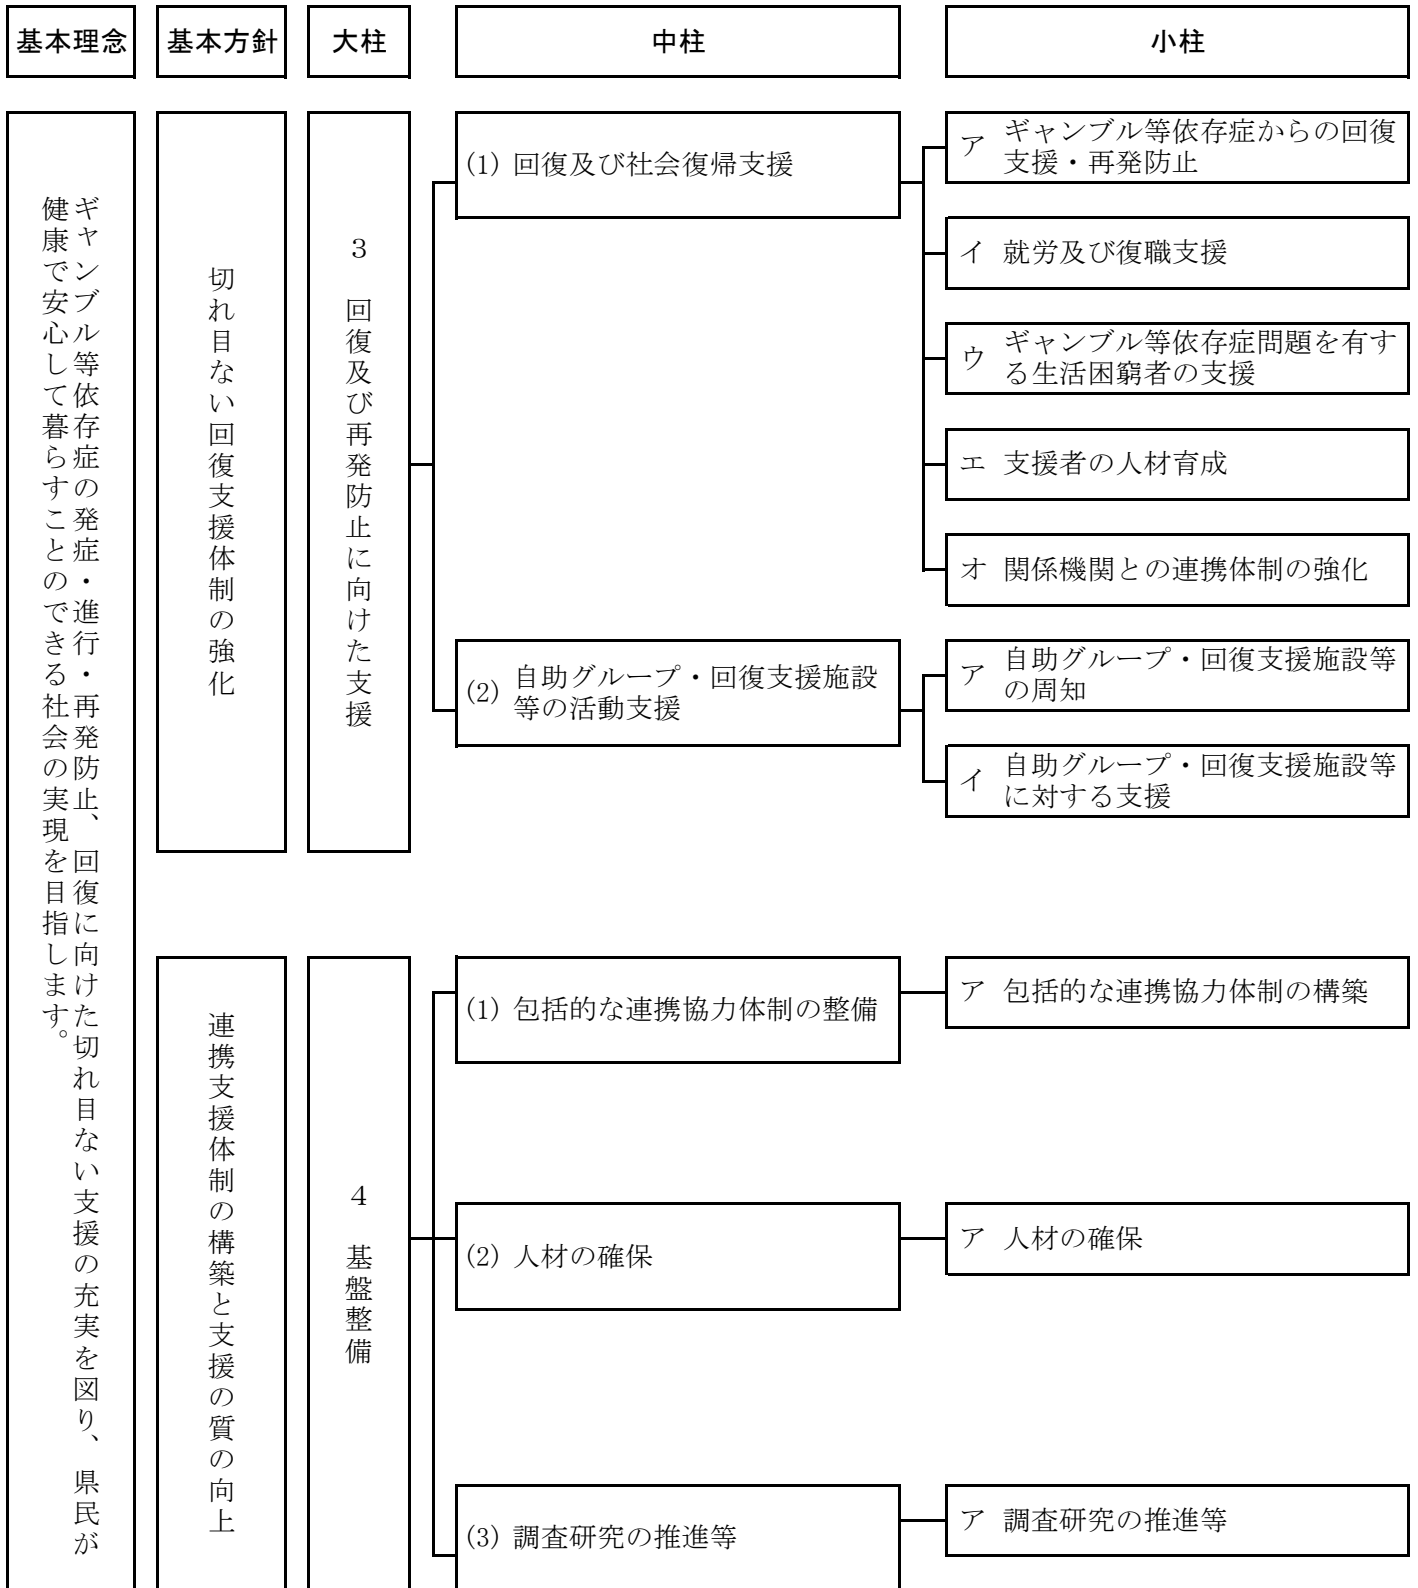 基本理念
基本方針
大柱
中柱
小柱
ギャンブル等依存症の発症・進行・再発防止、回復に向けた切れ目ない支援の充実を図り、県民が
健康で安心して暮らすことのできる社会の実現を目指します。
切れ目ない回復支援体制の強化
3 回復及び再発防止に向けた支援
(1) 回復及び社会復帰支援
ア ギャンブル等依存症からの回復
支援・再発防止
イ 就労及び復職支援
ウ ギャンブル等依存症問題を有す
る生活困窮者の支援
エ 支援者の人材育成
オ 関係機関との連携体制の強化
(2) 自助グループ・回復支援施設
等の活動支援
ア 自助グループ・回復支援施設等
の周知
イ 自助グループ・回復支援施設等
に対する支援
連携支援体制の構築と支援の質の向上
4 基盤整備
(1) 包括的な連携協力体制の整備
ア 包括的な連携協力体制の構築
(2) 人材の確保
ア 人材の確保
(3) 調査研究の推進等
ア 調査研究の推進等